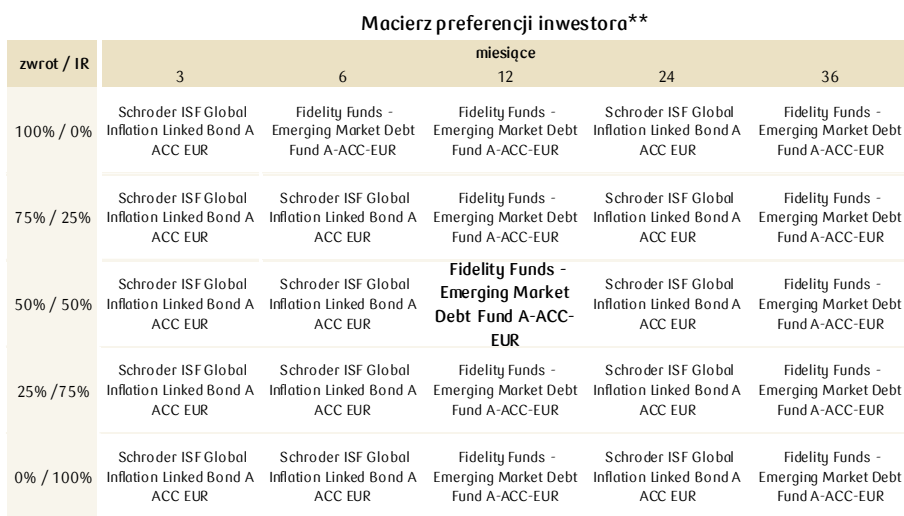 Macierz preferencji inwestora**
zwrot / IR
miesiące
3 6 12 24 36
100% / 0%
Schroder ISF Global
Inflation Linked Bond A
ACC EUR
Fidelity Funds -
Emerging Market Debt
Fund A-ACC-EUR
Fidelity Funds -
Emerging Market Debt
Fund A-ACC-EUR
Schroder ISF Global
Inflation Linked Bond A
ACC EUR
Fidelity Funds -
Emerging Market Debt
Fund A-ACC-EUR
75% / 25%
Schroder ISF Global
Inflation Linked Bond A
ACC EUR
Schroder ISF Global
Inflation Linked Bond A
ACC EUR
Fidelity Funds -
Emerging Market Debt
Fund A-ACC-EUR
Schroder ISF Global
Inflation Linked Bond A
ACC EUR
Fidelity Funds -
Emerging Market Debt
Fund A-ACC-EUR
50% / 50%
Schroder ISF Global
Inflation Linked Bond A
ACC EUR
Schroder ISF Global
Inflation Linked Bond A
ACC EUR
Fidelity Funds -
Emerging Market
Debt Fund A-ACC-
EUR
Schroder ISF Global
Inflation Linked Bond A
ACC EUR
Fidelity Funds -
Emerging Market Debt
Fund A-ACC-EUR
25% /75%
Schroder ISF Global
Inflation Linked Bond A
ACC EUR
Schroder ISF Global
Inflation Linked Bond A
ACC EUR
Fidelity Funds -
Emerging Market Debt
Fund A-ACC-EUR
Schroder ISF Global
Inflation Linked Bond A
ACC EUR
Fidelity Funds -
Emerging Market Debt
Fund A-ACC-EUR
0% / 100%
Schroder ISF Global
Inflation Linked Bond A
ACC EUR
Schroder ISF Global
Inflation Linked Bond A
ACC EUR
Fidelity Funds -
Emerging Market Debt
Fund A-ACC-EUR
Schroder ISF Global
Inflation Linked Bond A
ACC EUR
Fidelity Funds -
Emerging Market Debt
Fund A-ACC-EUR